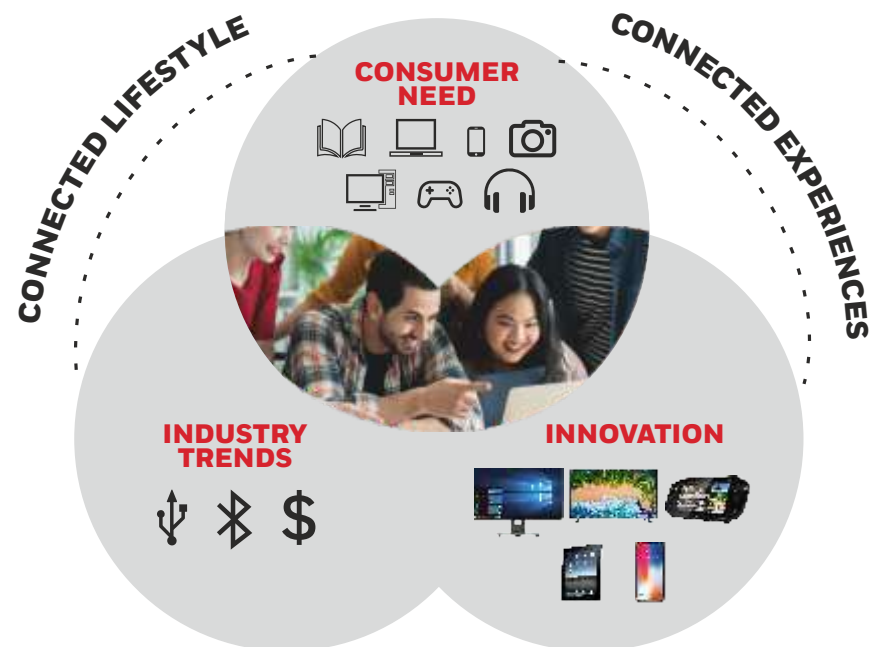 CONNECTED LIFESTYLE
CONNECTED EXPERIENCES
CONSUMER
NEED
INDUSTRY
TRENDS
$
INNOVATION